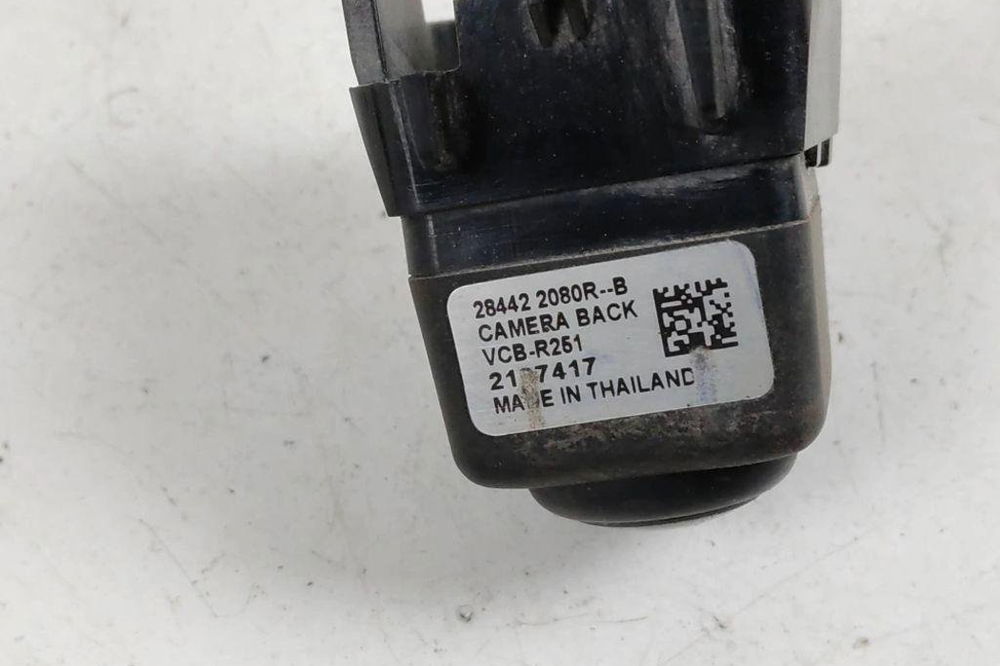 28442 2080R--B
CAMERA BACK
VCB-R251
MADE IN THAILAND